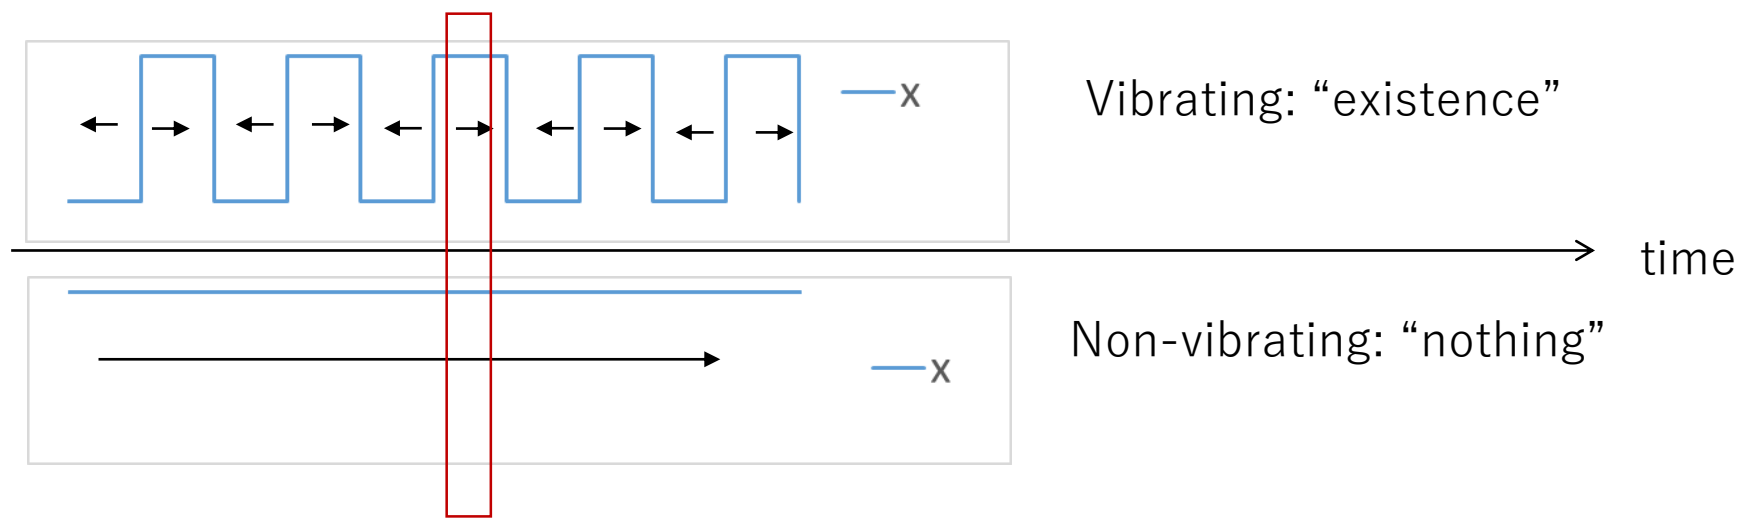 x
Vibrating: “existence”
time
Non-vibrating: “nothing”
x